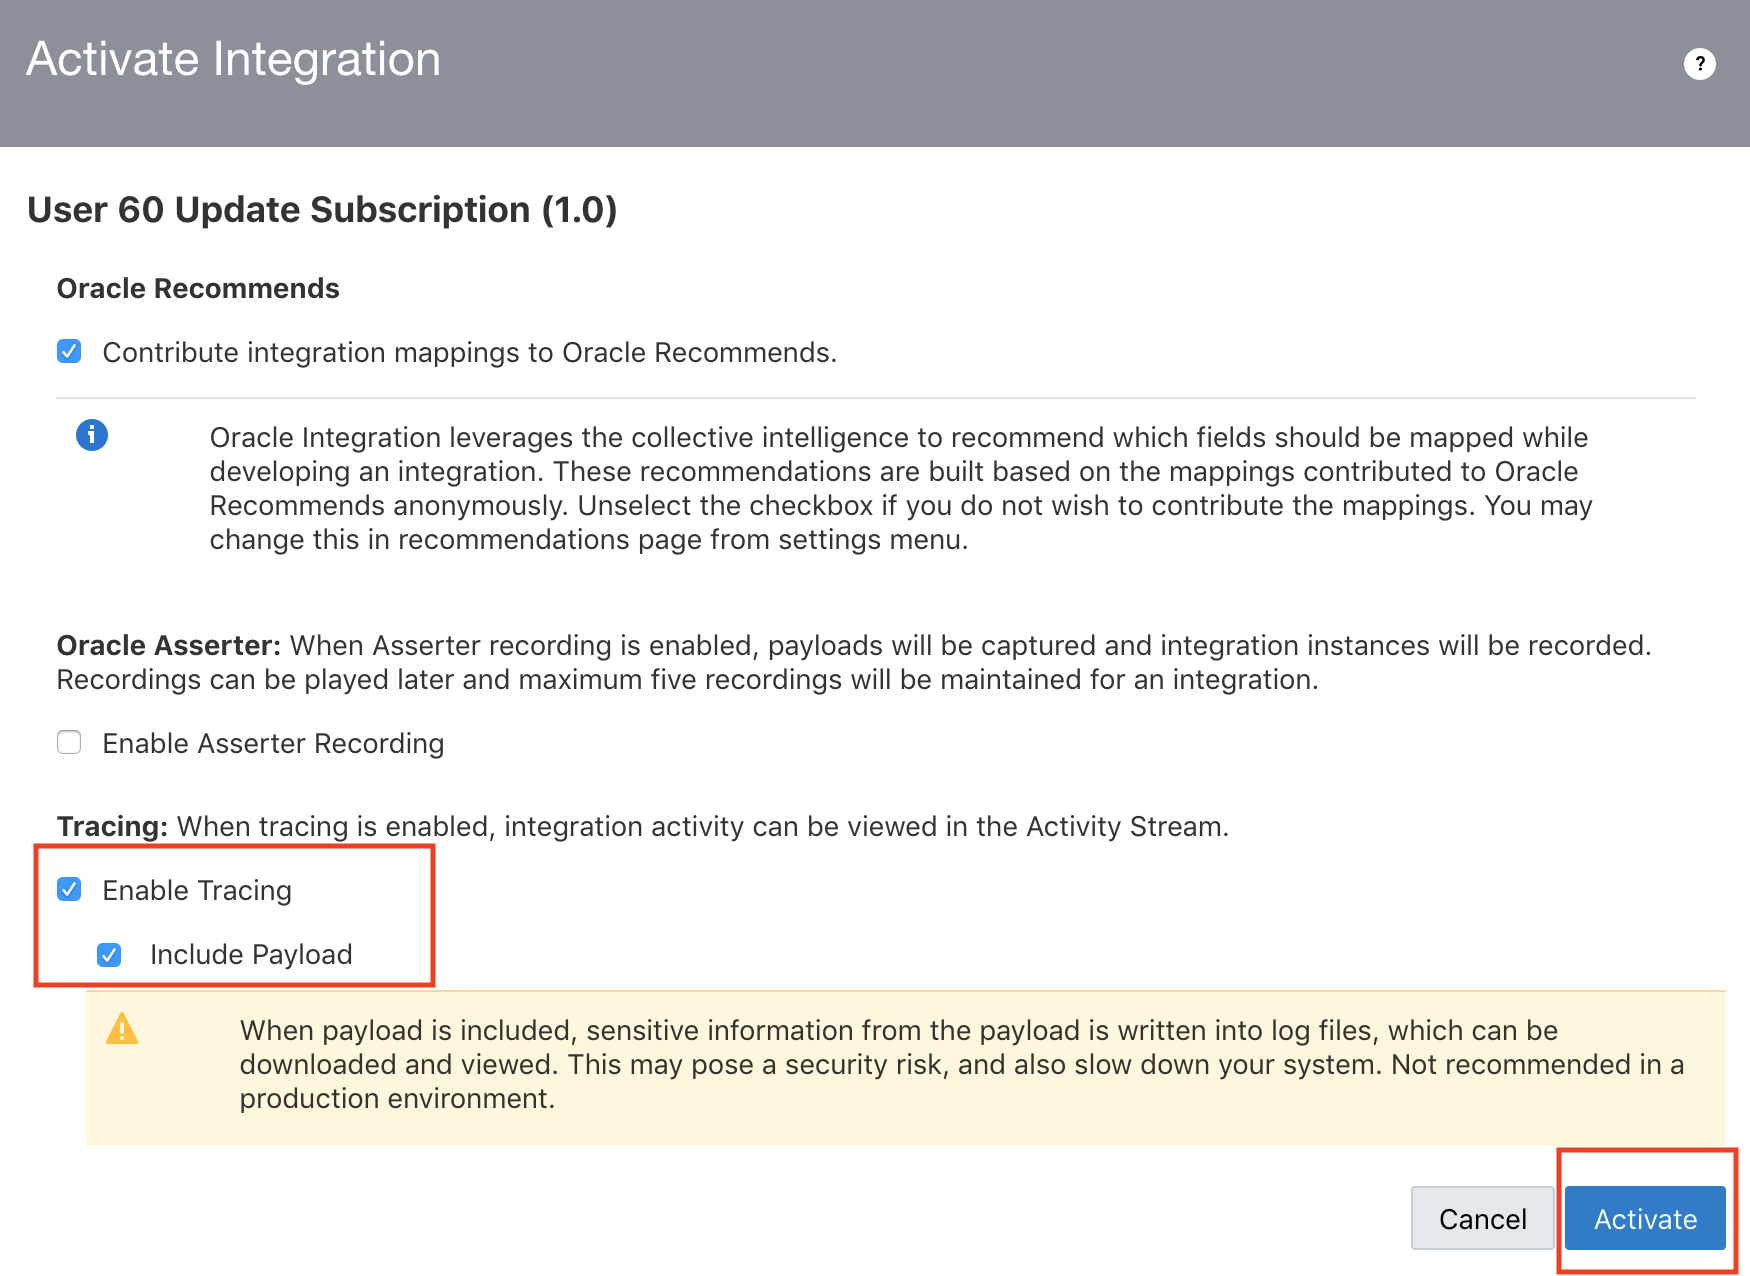 Activate Integration
?
User 60 Update Subscription (1.0)
Oracle Recommends
Contribute integration mappings to Oracle Recommends.
Oracle Integration leverages the collective intelligence to recommend which fields should be mapped while
developing an integration. These recommendations are built based on the mappings contributed to Oracle
Recommends anonymously. Unselect the checkbox if you do not wish to contribute the mappings. You may
change this in recommendations page from settings menu.
Oracle Asserter: When Asserter recording is enabled, payloads will be captured and integration instances will be recorded.
Recordings can be played later and maximum five recordings will be maintained for an integration.
Enable Asserter Recording
Tracing: When tracing is enabled, integration activity can be viewed in the Activity Stream.
Enable Tracing
Include Payload
When payload is included, sensitive information from the payload is written into log files, which can be
downloaded and viewed. This may pose a security risk, and also slow down your system. Not recommended in a
production environment.
Cancel
Activate